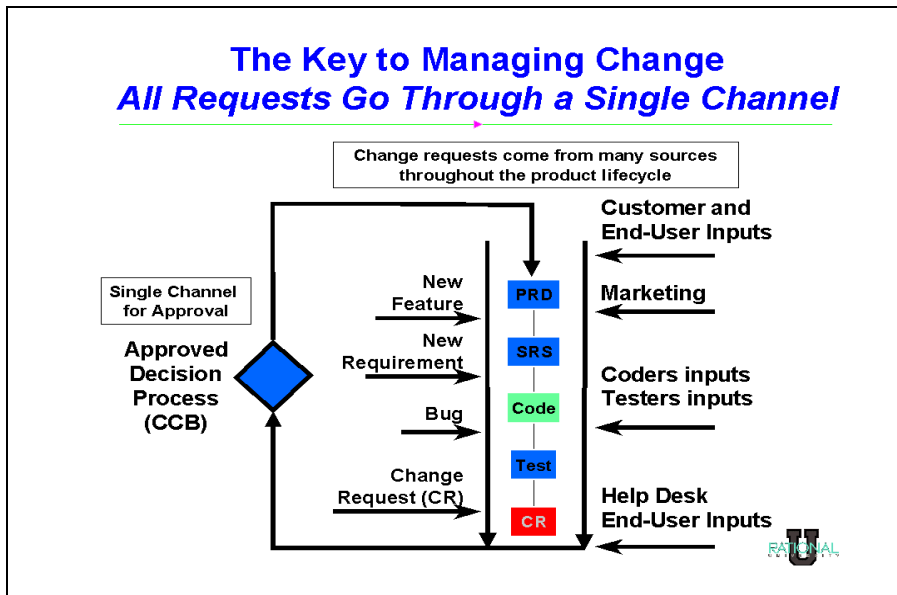 The Key to Managing Change
All Requests Go Through a Single Channel
Change requests come from many sources
throughout the product lifecycle
Customer and
End-User Inputs
New
Feature
PRD
Marketing
Single Channel
for Approval
New
Requirement
SRS
Approved
Decision
Process
(CCB)
Coders inputs
Testers inputs
Bug
Code
Test
Change
Request (CR)
CR
Help Desk
End-User Inputs
RATIONAL
U